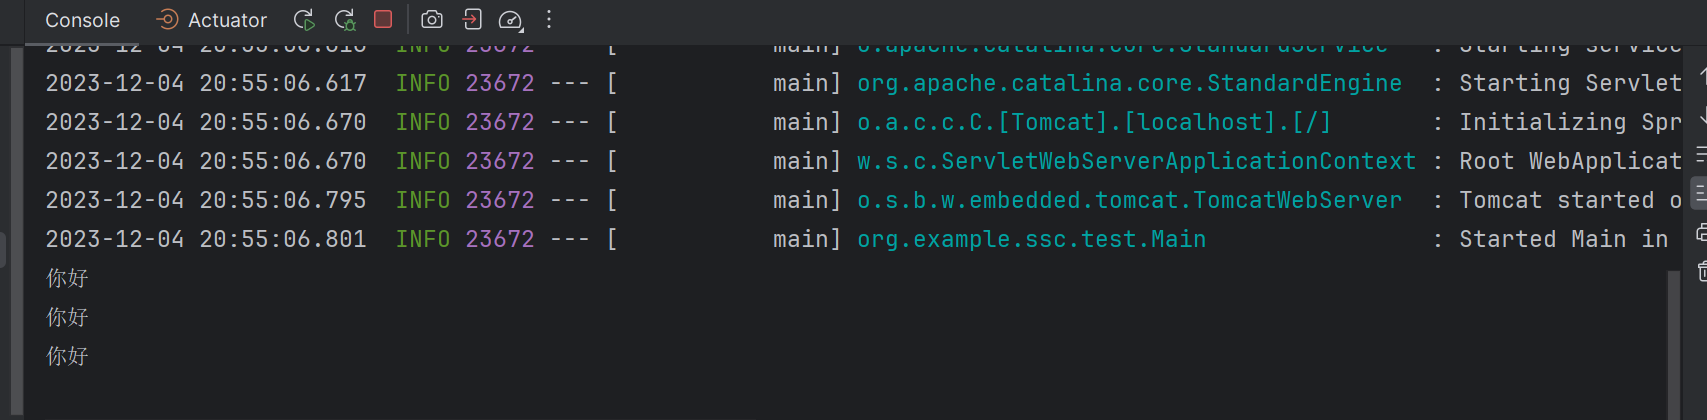 Console Actuator
2023-12-04 20:55:06.617 INFO 23672 --- [ main] org.apache.catalina.core.StandardEngine : Starting Servlet
2023-12-04 20:55:06.670 INFO 23672 --- [ main] o.a.c.c.C.[Tomcat].[localhost].[/] : Initializing Spr
2023-12-04 20:55:06.670 INFO 23672 --- [ main] w.s.c.ServletWebServerApplicationContext : Root WebApplicat
2023-12-04 20:55:06.795 INFO 23672 --- [ main] o.s.b.w.embedded.tomcat.TomcatWebServer : Tomcat started o
2023-12-04 20:55:06.801 INFO 23672 --- [ main] org.example.ssc.test.Main : Started Main in
你好
你好
你好